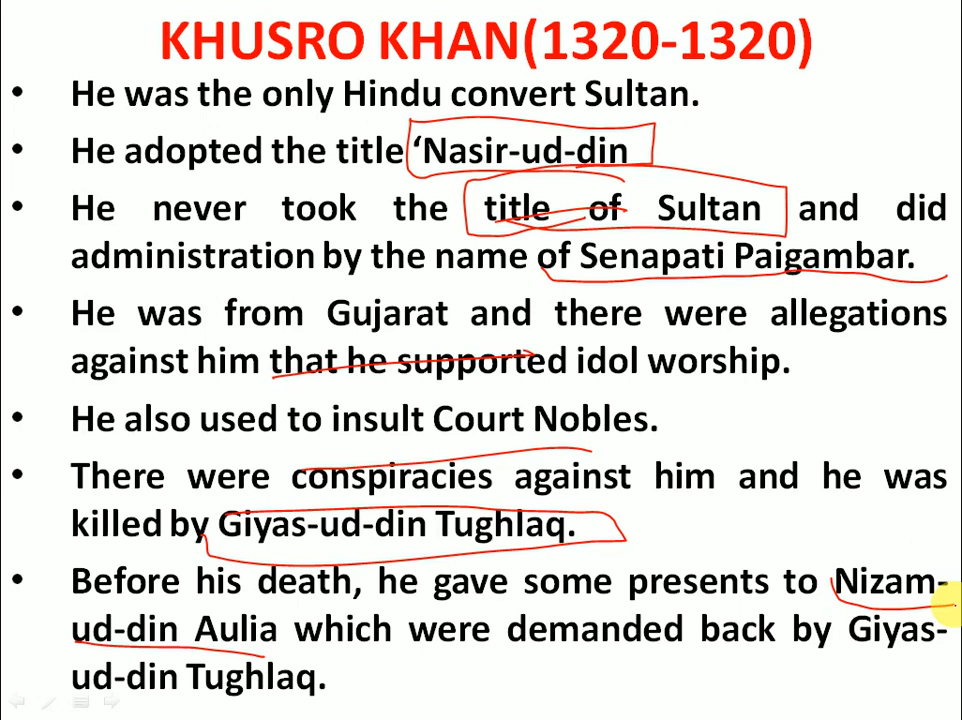 KHUSRO KHAN(1320-1320)
• He was the only Hindu convert Sultan.
• He adopted the title ‘Nasir-ud-din
• He never took the title of Sultan and did
administration by the name of Senapati Paigambar.
• He was from Gujarat and there were allegations
against him that he supported idol worship.
• He also used to insult Court Nobles.
• There were conspiracies against him and he was
killed by Giyas-ud-din Tughlaq.
• Before his death, he gave some presents to Nizam-
ud-din Aulia which were demanded back by Giyas-
ud-din Tughlaq.